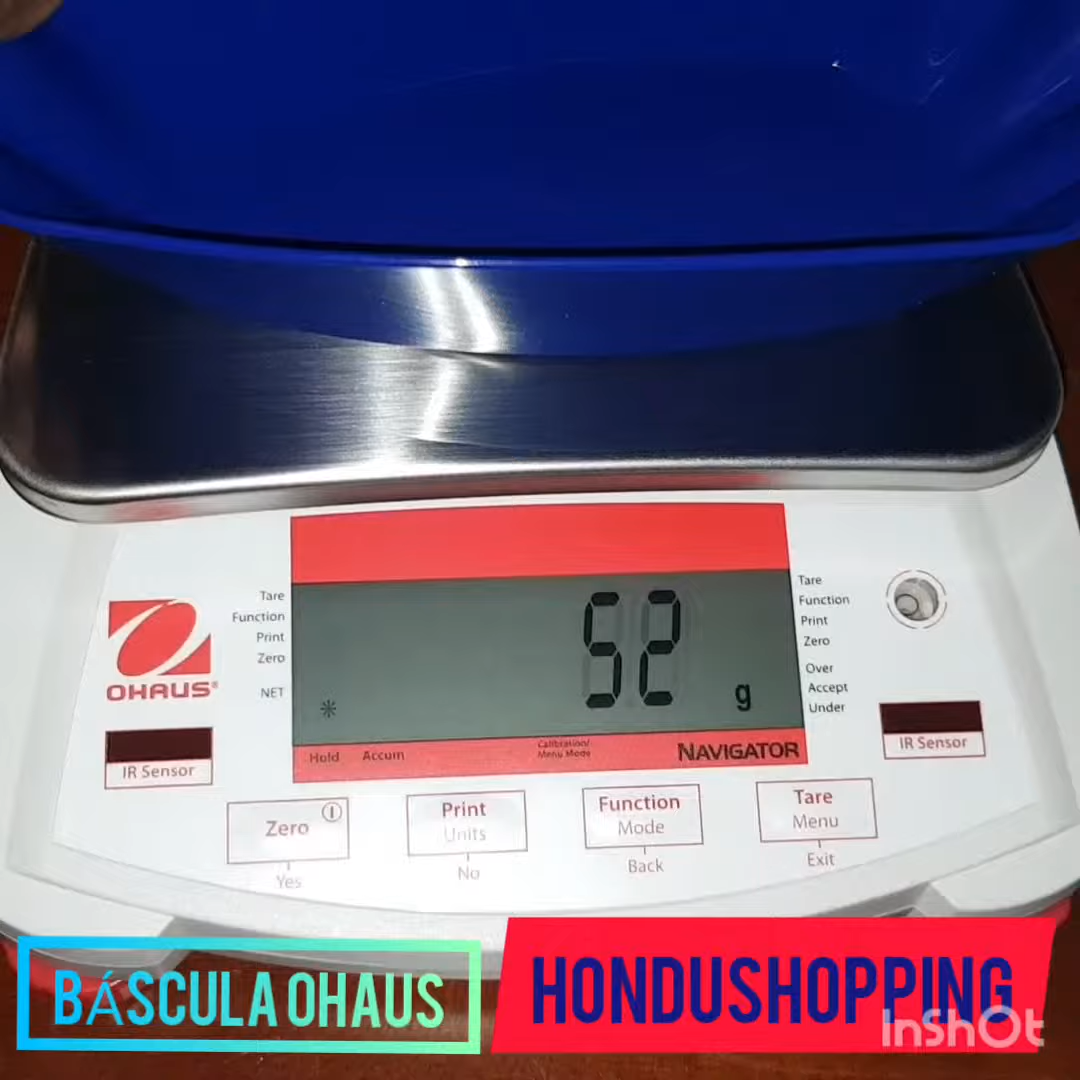 Tare
Function
Print
Zero
NET
OHAUS®
IR Sensor
52 g
*
Hold Accum Calibration/
Menu Mode NAVIGATOR
Tare
Function
Print
Zero
Over
Accept
Under
IR Sensor
Zero
Yes
Print
Units
No
Function
Mode
Back
Tare
Menu
Exit
BÁSCULA OHAUS
HONDUSHOPPING
InShOt